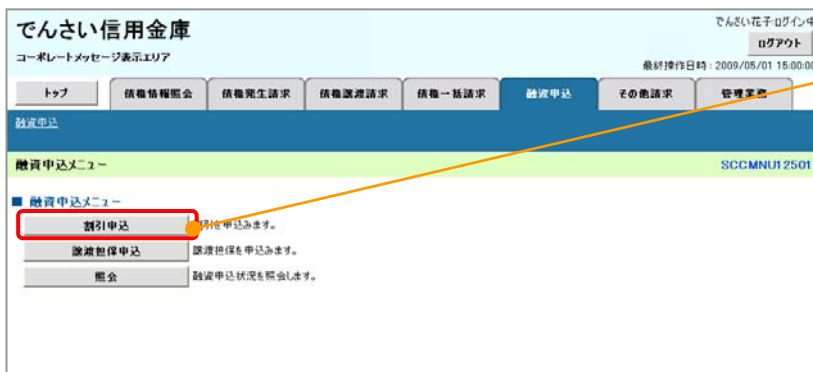 でんさい信用金庫
でんさい花子:ログイン中
ログアウト
コーポレートメッセージ表示エリア
最終操作日時:2009/05/01 15:00:00
トップ 債権情報照会 債権発生請求 債権譲渡請求 債権一括請求 融資申込 その他請求 管理業務
融資申込
融資申込メニュー SCCMNU12501
■ 融資申込メニュー
割引申込 割引を申込みます。
譲渡担保申込 譲渡担保を申込みます。
照会 融資申込状況を照会します。